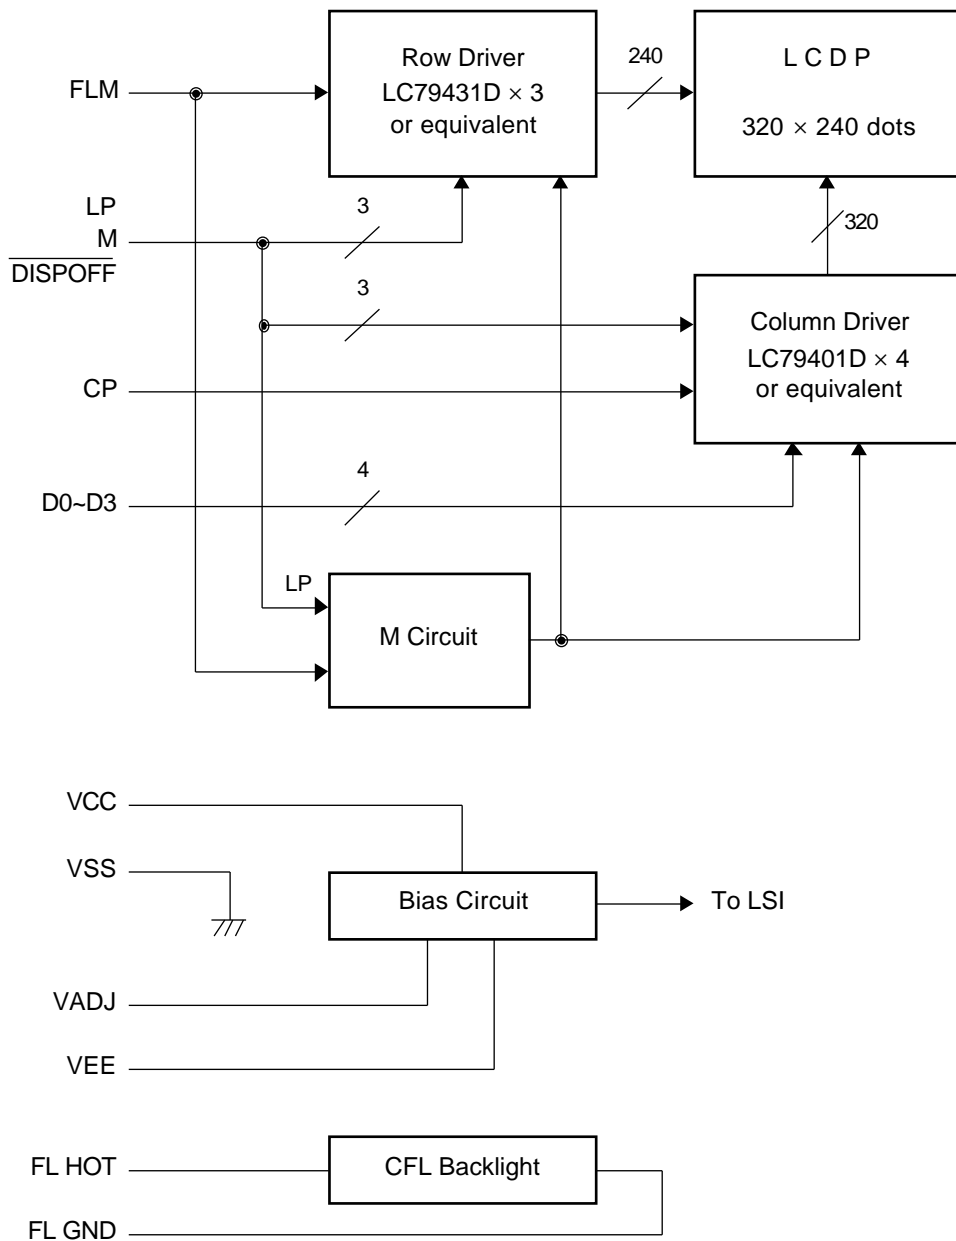 Row Driver
LC79431D × 3
or equivalent
240
L C D P
320 × 240 dots
FLM
LP
M
DISPOFF
3
3
320
Column Driver
LC79401D × 4
or equivalent
CP
4
D0~D3
LP
M Circuit
VCC
VSS
Bias Circuit
To LSI
VADJ
VEE
FL HOT
CFL Backlight
FL GND